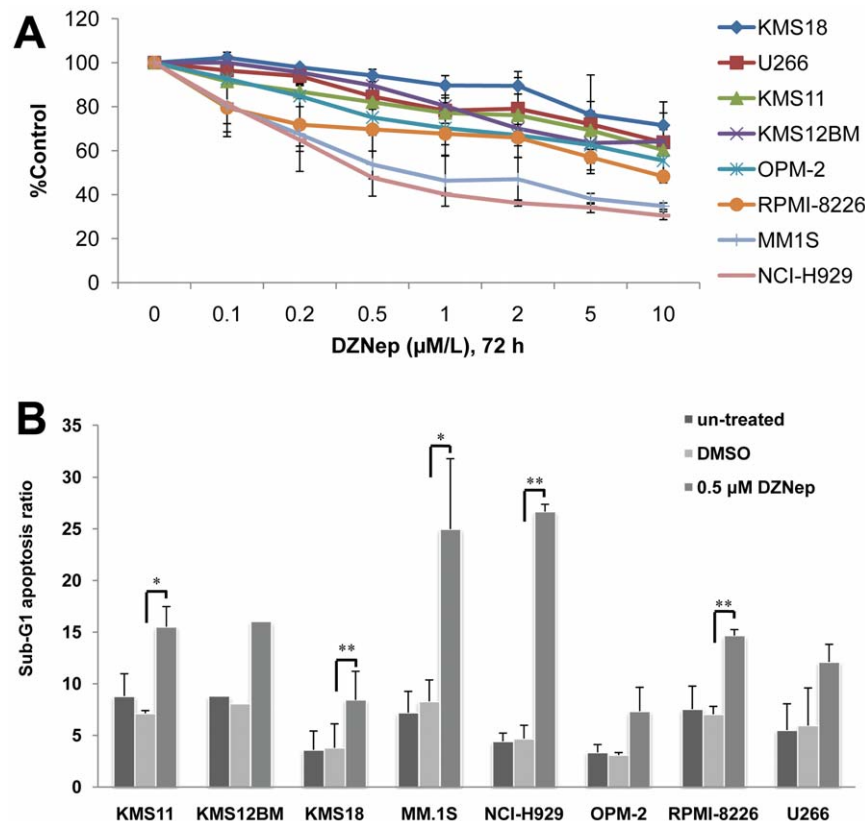 A
120
100
80
60
40
20
0
%Control
0 0.1 0.2 0.5 1 2 5 10
DZNep (µM/L), 72 h
KMS18
U266
KMS11
KMS12BM
OPM-2
RPMI-8226
MM1S
NCI-H929
B
35
30
25
20
15
10
5
0
Sub-G1 apoptosis ratio
un-treated
DMSO
0.5 µM DZNep
*
**
*
**
**
KMS11 KMS12BM KMS18 MM.1S NCI-H929 OPM-2 RPMI-8226 U266